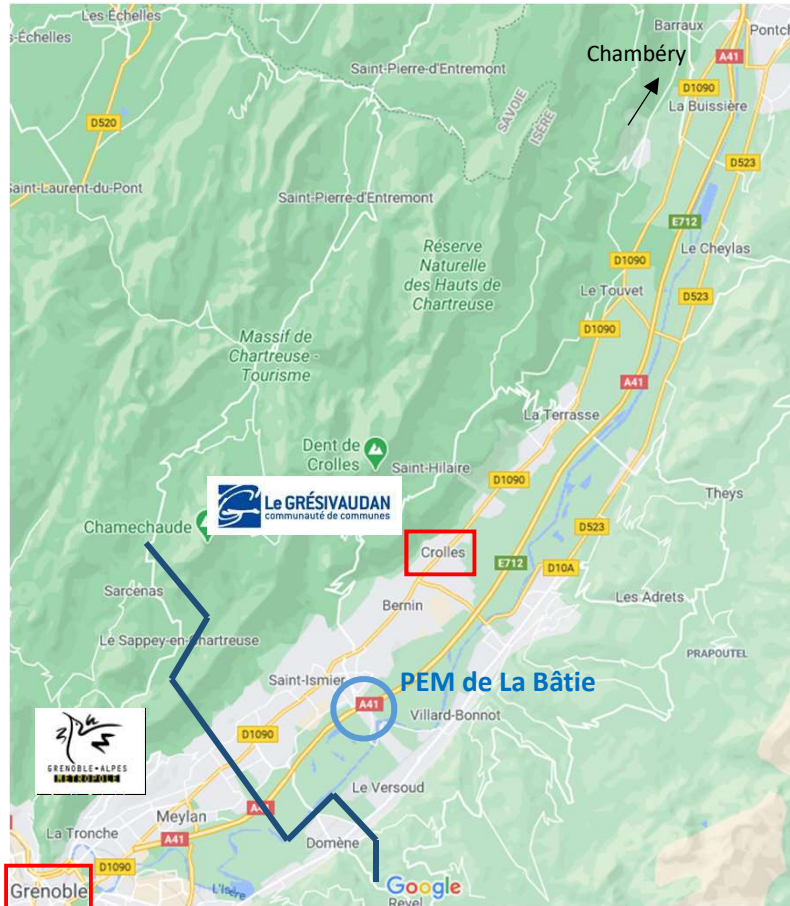 Les Échelles
s-Échelles
Barraux
Pontch
A41
Chambéry
Saint-Pierre-d'Entremont
SAVOIE
ISÈRE
D1090
La Buissière
D520
D523
Saint-Laurent-du-Pont
Saint-Pierre-d'Entremont
E712
Réserve
Naturelle
des Hauts de
Chartreuse
Le Cheylas
D1090
Le Touvet
D523
D1090
Massif de
Chartreuse -
Tourisme
A41
La Terrasse
Dent de
Crolles
Saint-Hilaire
D1090
Le GRÉSIVAUDAN
communauté de communes
Theys
Chamechaude
D523
Crolles
E712
D10A
Sarcenas
Les Adrets
Bernin
Le Sappey-en-Chartreuse
PRAPOUTEL
Saint-Ismier
PEM de La Bâtie
A41
Villard-Bonnot
D1090
GRENOBLE-ALPES
METROPOLE
Le Versoud
A41
Meylan
La Tronche
A41
Domène
D1090
Grenoble
L'Isère
Google
Revel